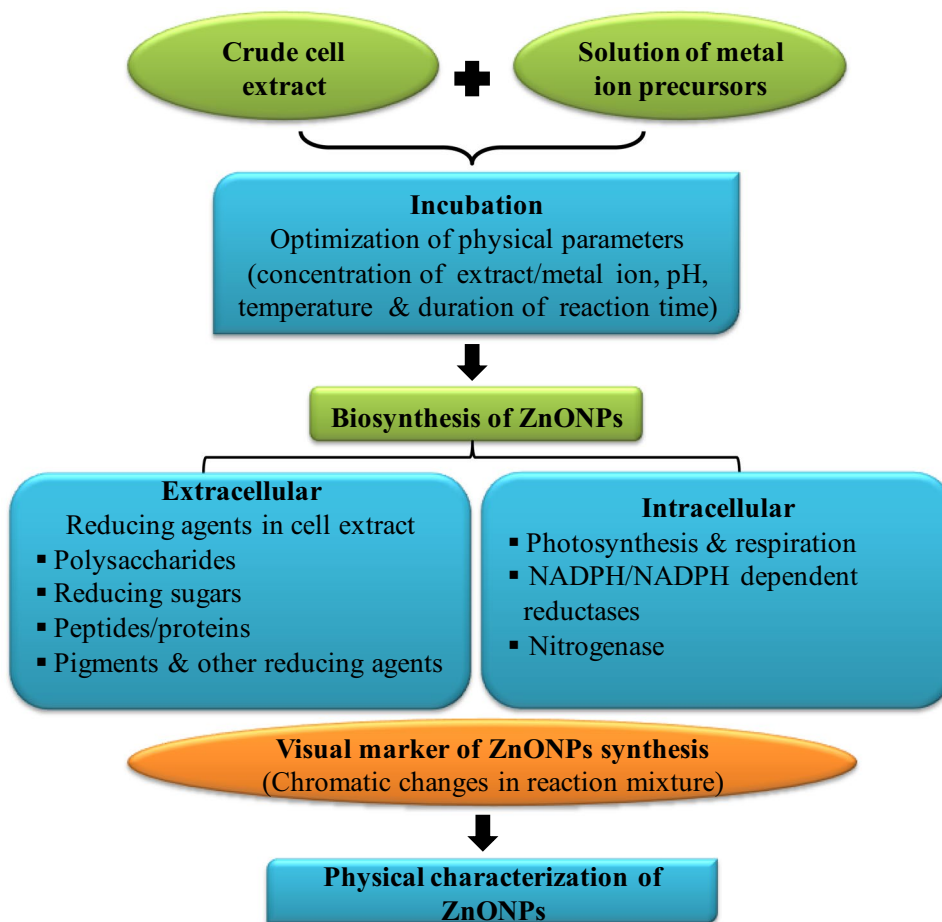 Crude cell
extract
Solution of metal
ion precursors
Incubation
Optimization of physical parameters
(concentration of extract/metal ion, pH,
temperature & duration of reaction time)
Biosynthesis of ZnONPs
Extracellular
Reducing agents in cell extract
▪ Polysaccharides
▪ Reducing sugars
▪ Peptides/proteins
▪ Pigments & other reducing agents
Intracellular
▪ Photosynthesis & respiration
▪ NADPH/NADPH dependent
reductases
▪ Nitrogenase
Visual marker of ZnONPs synthesis
(Chromatic changes in reaction mixture)
Physical characterization of
ZnONPs